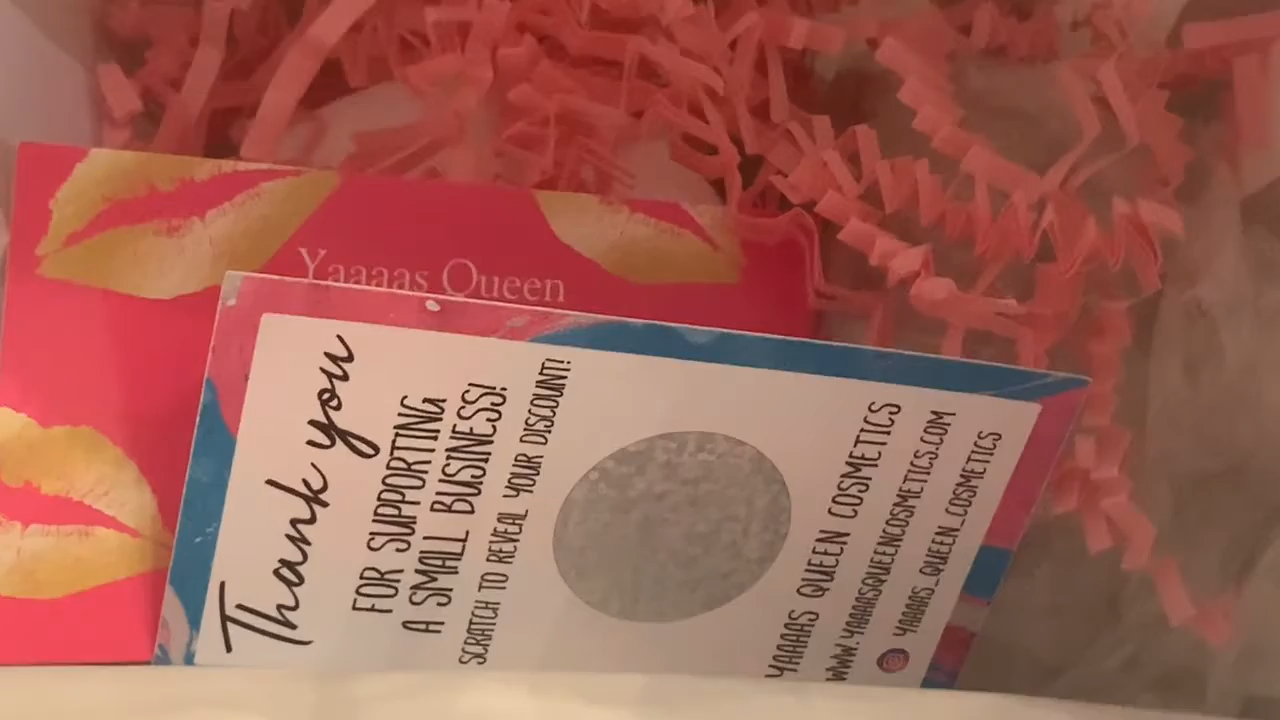 Yaaaas Queen
Thank you
FOR SUPPORTING
A SMALL BUSINESS!
SCRATCH TO REVEAL YOUR DISCOUNT!
YAAAAS QUEEN COSMETICS
WWW.YAAAASQUEENCOSMETICS.COM
YAAAAS_QUEEN_COSMETICS